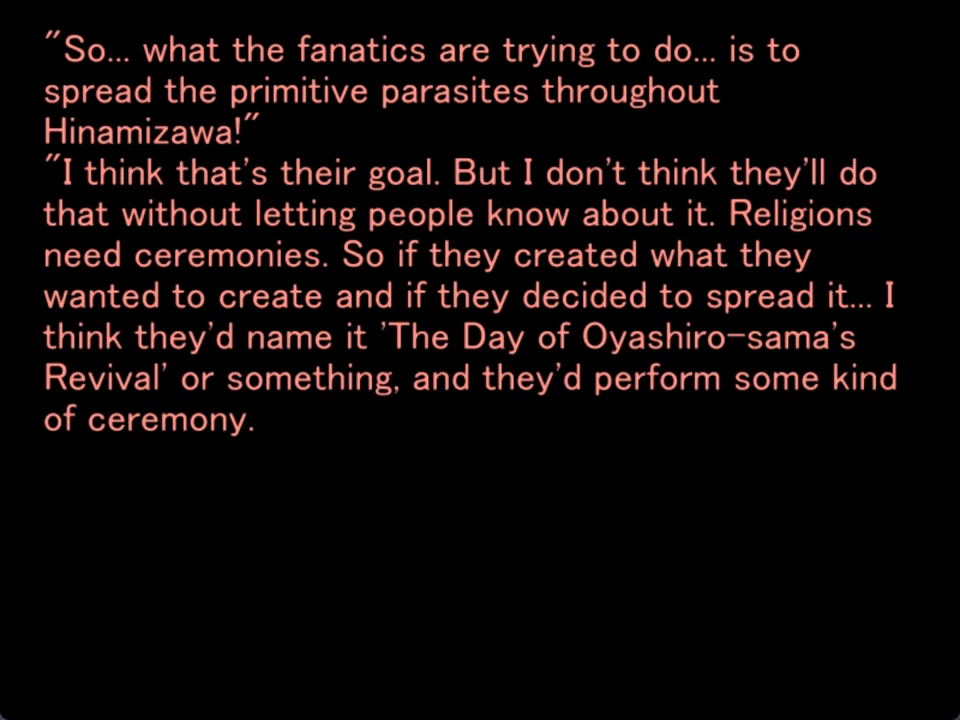 "So... what the fanatics are trying to do... is to
spread the primitive parasites throughout
Hinamizawa!"
"I think that's their goal. But I don't think they'll do
that without letting people know about it. Religions
need ceremonies. So if they created what they
wanted to create and if they decided to spread it... I
think they'd name it 'The Day of Oyashiro-sama's
Revival' or something, and they'd perform some kind
of ceremony.